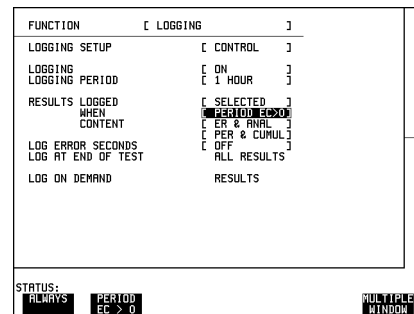 FUNCTION [ LOGGING ]
LOGGING SETUP [ CONTROL ]
LOGGING [ ON ]
LOGGING PERIOD [ 1 HOUR ]
RESULTS LOGGED [ SELECTED ]
WHEN [ PERIOD EC>0]
CONTENT [ ER & ANAL ]
[ PER & CUMUL]
LOG ERROR SECONDS [ OFF ]
LOG AT END OF TEST ALL RESULTS
LOG ON DEMAND RESULTS
STATUS:
ALWAYS PERIOD EC > 0 MULTIPLE WINDOW